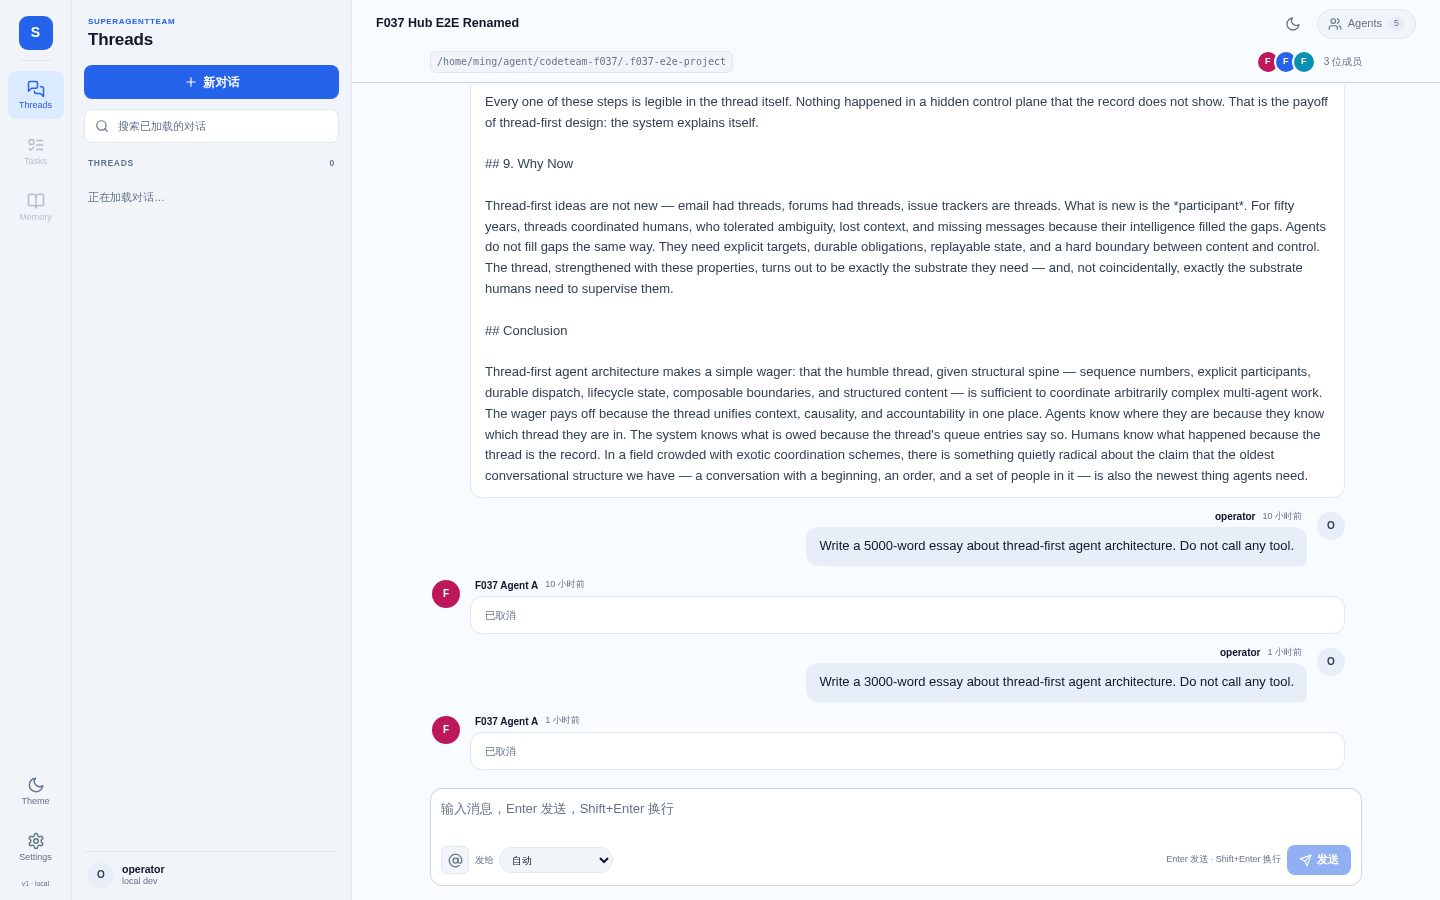 S
Threads
Tasks
Memory
Theme
Settings
v1 · local
SUPERAGENTTEAM
Threads
新对话
搜索已加载的对话
THREADS 0
正在加载对话…
O operator
local dev
F037 Hub E2E Renamed
Agents 5
/home/ming/agent/codeteam-f037/.f037-e2e-project
F F F 3 位成员
Every one of these steps is legible in the thread itself. Nothing happened in a hidden control plane that the record does not show. That is the payoff
of thread-first design: the system explains itself.
## 9. Why Now
Thread-first ideas are not new — email had threads, forums had threads, issue trackers are threads. What is new is the *participant*. For fifty
years, threads coordinated humans, who tolerated ambiguity, lost context, and missing messages because their intelligence filled the gaps. Agents
do not fill gaps the same way. They need explicit targets, durable obligations, replayable state, and a hard boundary between content and control.
The thread, strengthened with these properties, turns out to be exactly the substrate they need — and, not coincidentally, exactly the substrate
humans need to supervise them.
## Conclusion
Thread-first agent architecture makes a simple wager: that the humble thread, given structural spine — sequence numbers, explicit participants,
durable dispatch, lifecycle state, composable boundaries, and structured content — is sufficient to coordinate arbitrarily complex multi-agent work.
The wager pays off because the thread unifies context, causality, and accountability in one place. Agents know where they are because they know
which thread they are in. The system knows what is owed because the thread's queue entries say so. Humans know what happened because the
thread is the record. In a field crowded with exotic coordination schemes, there is something quietly radical about the claim that the oldest
conversational structure we have — a conversation with a beginning, an order, and a set of people in it — is also the newest thing agents need.
operator 10 小时前
O
Write a 5000-word essay about thread-first agent architecture. Do not call any tool.
F
F037 Agent A 10 小时前
已取消
operator 1 小时前
O
Write a 3000-word essay about thread-first agent architecture. Do not call any tool.
F
F037 Agent A 1 小时前
已取消
输入消息，Enter 发送，Shift+Enter 换行
发给 自动
Enter 发送 · Shift+Enter 换行 发送